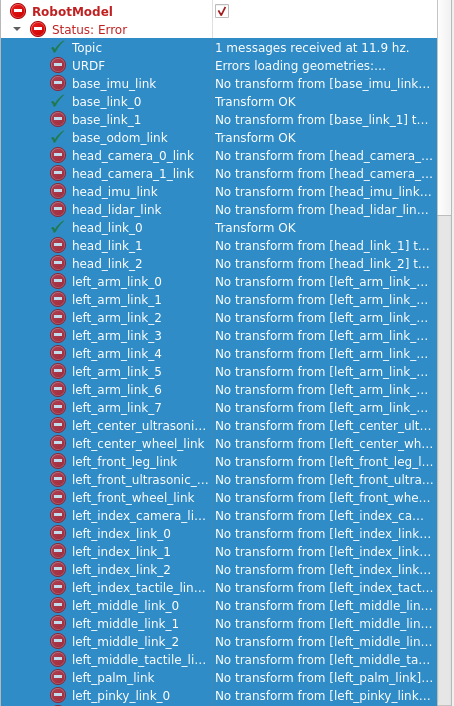 RobotModel
Status: Error
Topic 1 messages received at 11.9 hz.
URDF Errors loading geometries:...
base_imu_link No transform from [base_imu_link...
base_link_0 Transform OK
base_link_1 No transform from [base_link_1] t...
base_odom_link Transform OK
head_camera_0_link No transform from [head_camera_...
head_camera_1_link No transform from [head_camera_...
head_imu_link No transform from [head_imu_link...
head_lidar_link No transform from [head_lidar_lin...
head_link_0 Transform OK
head_link_1 No transform from [head_link_1] t...
head_link_2 No transform from [head_link_2] t...
left_arm_link_0 No transform from [left_arm_link_...
left_arm_link_1 No transform from [left_arm_link_...
left_arm_link_2 No transform from [left_arm_link_...
left_arm_link_3 No transform from [left_arm_link_...
left_arm_link_4 No transform from [left_arm_link_...
left_arm_link_5 No transform from [left_arm_link_...
left_arm_link_6 No transform from [left_arm_link_...
left_arm_link_7 No transform from [left_arm_link_...
left_center_ultrasoni... No transform from [left_center_ult...
left_center_wheel_link No transform from [left_center_wh...
left_front_leg_link No transform from [left_front_leg_l...
left_front_ultrasonic_... No transform from [left_front_ultra...
left_front_wheel_link No transform from [left_front_whe...
left_index_camera_li... No transform from [left_index_ca...
left_index_link_0 No transform from [left_index_link...
left_index_link_1 No transform from [left_index_link...
left_index_link_2 No transform from [left_index_link...
left_index_tactile_lin... No transform from [left_index_tact...
left_middle_link_0 No transform from [left_middle_lin...
left_middle_link_1 No transform from [left_middle_lin...
left_middle_link_2 No transform from [left_middle_lin...
left_middle_tactile_li... No transform from [left_middle_ta...
left_palm_link No transform from [left_palm_link]...
left_pinky_link_0 No transform from [left_pinky_link...